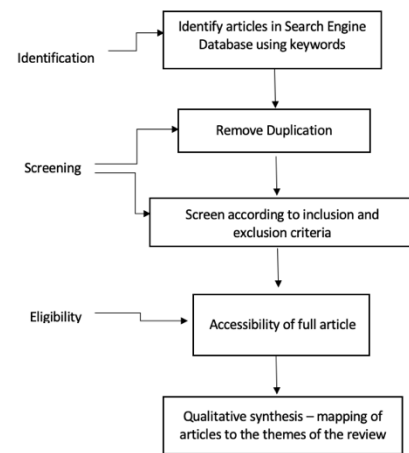 Identify articles in Search Engine
Database using keywords
Identification
Remove Duplication
Screening
Screen according to inclusion and
exclusion criteria
Eligibility
Accessibility of full article
Qualitative synthesis – mapping of
articles to the themes of the review